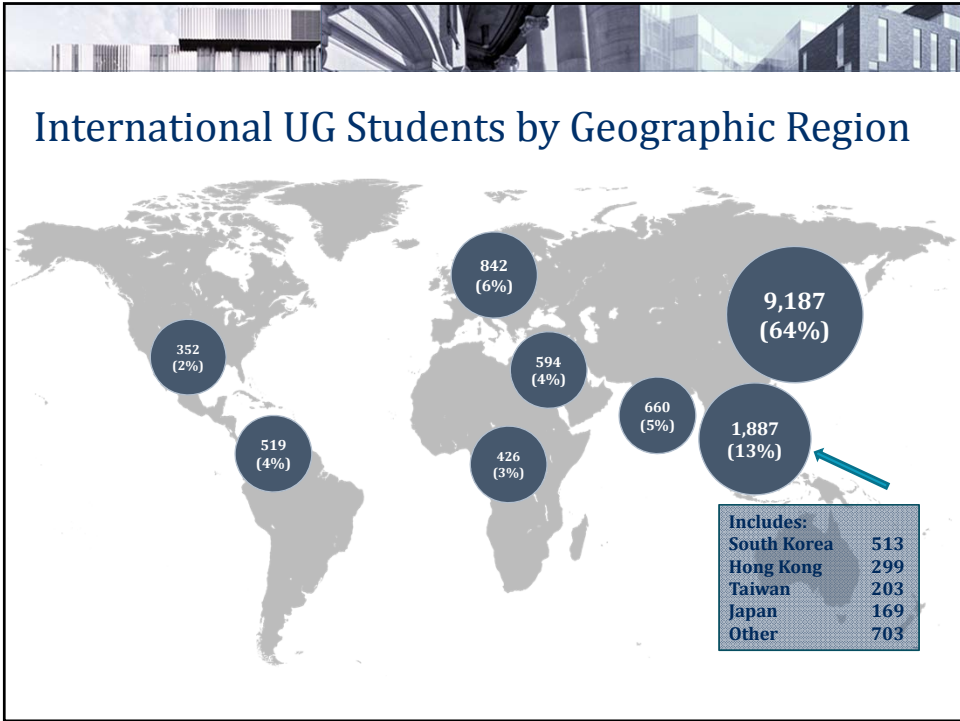 International UG Students by Geographic Region
842
(6%)
9,187
(64%)
352
(2%)
594
(4%)
660
(5%)
1,887
(13%)
519
(4%)
426
(3%)
Includes:
South Korea 513
Hong Kong 299
Taiwan 203
Japan 169
Other 703